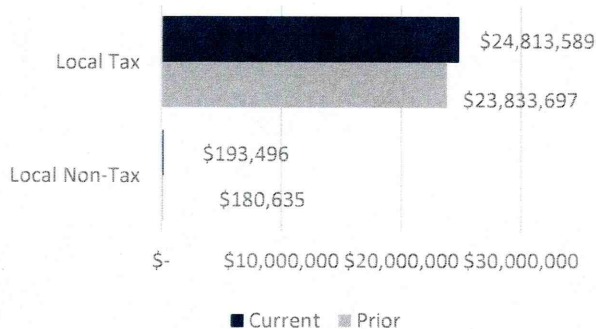 Local Tax
$24,813,589
$23,833,697
Local Non-Tax
$193,496
$180,635
$- $10,000,000 $20,000,000 $30,000,000
Current Prior